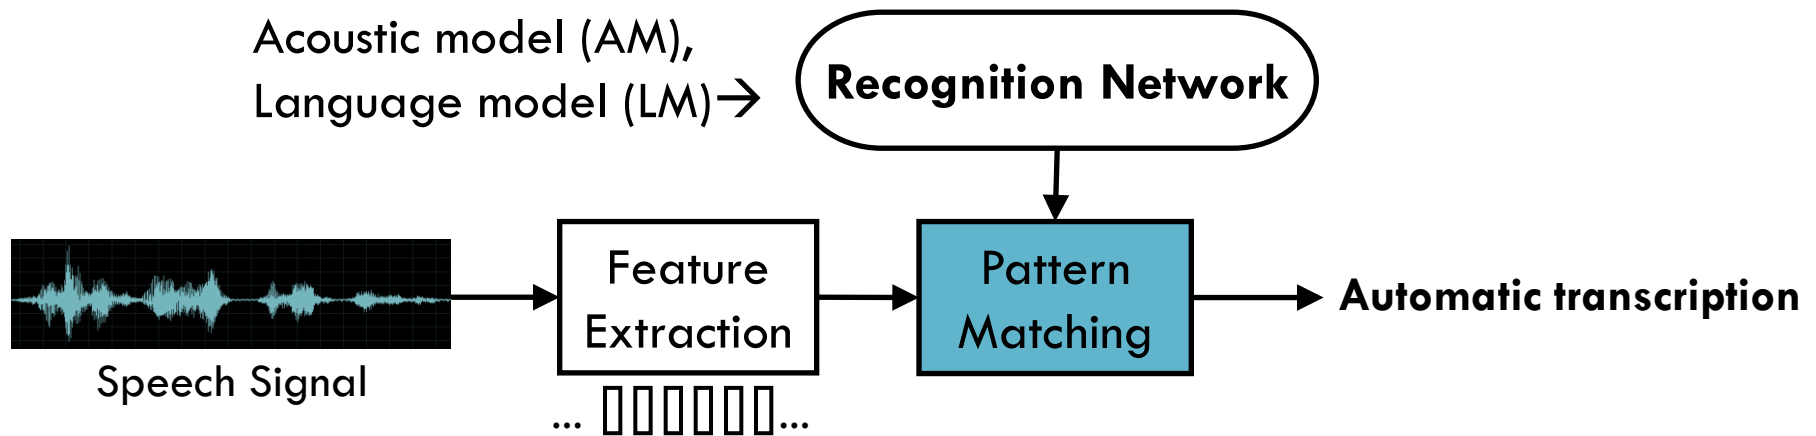 Acoustic model (AM),
Language model (LM)→
Recognition Network
Feature
Extraction
Pattern
Matching
Automatic transcription
Speech Signal
... ...